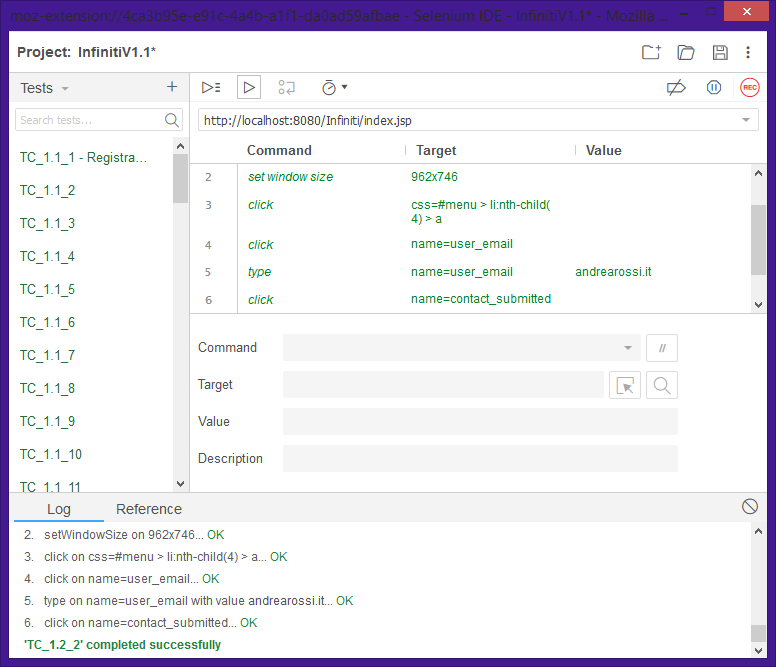 moz-extension://4ca3b95e-e91c-4a4b-a1f1-da0ad59afbae - Selenium IDE - InfinitiV1.1* - Mozilla ...
Project: InfinitiV1.1*
Tests
REC
Search tests...
http://localhost:8080/Infiniti/index.jsp
Command Target Value
TC_1.1_1 - Registra...
TC_1.1_2
TC_1.1_3
TC_1.1_4
TC_1.1_5
TC_1.1_6
TC_1.1_7
TC_1.1_8
TC_1.1_9
TC_1.1_10
TC_1.1_11
2 set window size 962x746
3 click css=#menu > li:nth-child(
4) > a
4 click name=user_email
5 type name=user_email andrearossi.it
6 click name=contact_submitted
Command //
Target
Value
Description
Log Reference
2. setWindowSize on 962x746... OK
3. click on css=#menu > li:nth-child(4) > a... OK
4. click on name=user_email... OK
5. type on name=user_email with value andrearossi.it... OK
6. click on name=contact_submitted... OK
'TC_1.2_2' completed successfully